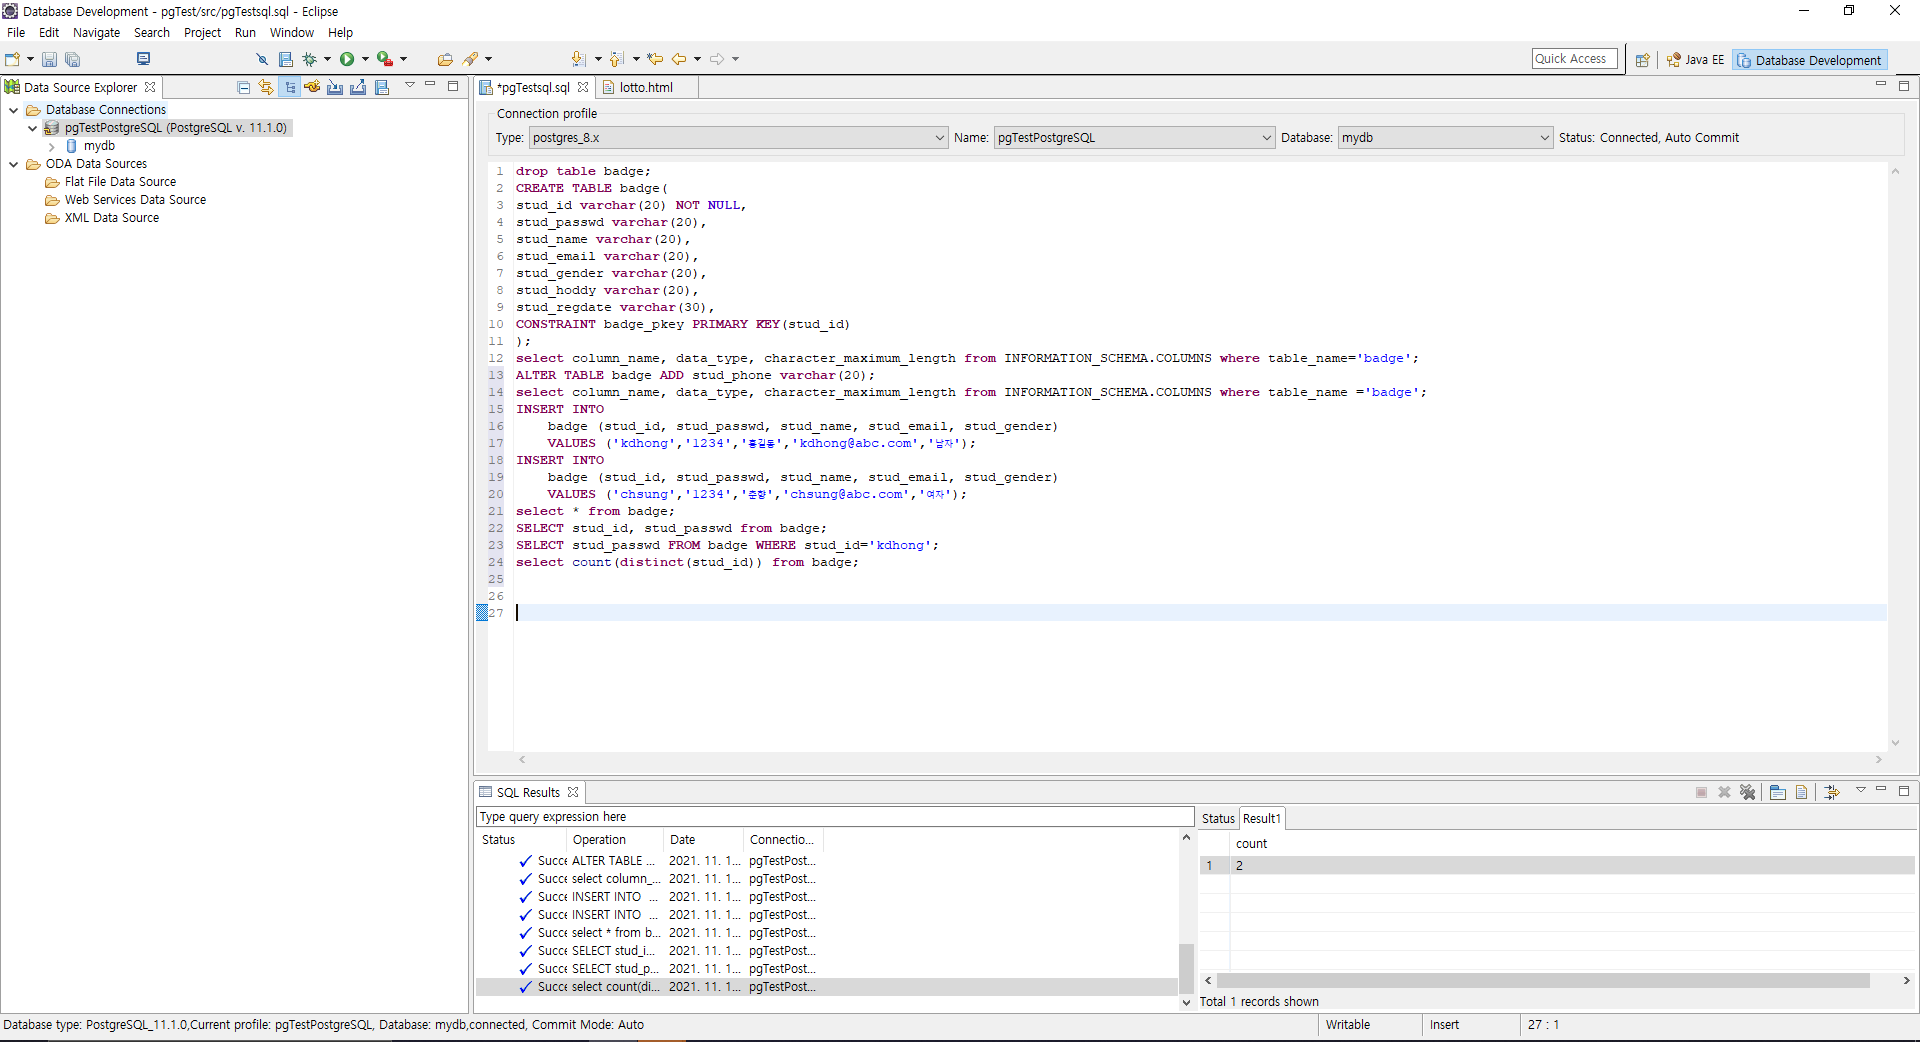 Database Development - pgTest/src/pgTestsql.sql - Eclipse
File Edit Navigate Search Project Run Window Help
Quick Access
Java EE
Database Development
Data Source Explorer
Database Connections
pgTestPostgreSQL (PostgreSQL v. 11.1.0)
mydb
ODA Data Sources
Flat File Data Source
Web Services Data Source
XML Data Source
*pgTestsql.sql
lotto.html
Connection profile
Type: postgres_8.x Name: pgTestPostgreSQL Database: mydb Status: Connected, Auto Commit
1 drop table badge;
2 CREATE TABLE badge(
3 stud_id varchar(20) NOT NULL,
4 stud_passwd varchar(20),
5 stud_name varchar(20),
6 stud_email varchar(20),
7 stud_gender varchar(20),
8 stud_hoddy varchar(20),
9 stud_regdate varchar(30),
10 CONSTRAINT badge_pkey PRIMARY KEY(stud_id)
11 );
12 select column_name, data_type, character_maximum_length from INFORMATION_SCHEMA.COLUMNS where table_name='badge';
13 ALTER TABLE badge ADD stud_phone varchar(20);
14 select column_name, data_type, character_maximum_length from INFORMATION_SCHEMA.COLUMNS where table_name ='badge';
15 INSERT INTO
16 badge (stud_id, stud_passwd, stud_name, stud_email, stud_gender)
17 VALUES ('kdhong','1234','홍길동','kdhong@abc.com','남자');
18 INSERT INTO
19 badge (stud_id, stud_passwd, stud_name, stud_email, stud_gender)
20 VALUES ('chsung','1234','춘향','chsung@abc.com','여자');
21 select * from badge;
22 SELECT stud_id, stud_passwd from badge;
23 SELECT stud_passwd FROM badge WHERE stud_id='kdhong';
24 select count(distinct(stud_id)) from badge;
25
26
27
SQL Results
Type query expression here
Status Operation Date Connectio...
Succe ALTER TABLE ... 2021. 11. 1... pgTestPost...
Succe select column_... 2021. 11. 1... pgTestPost...
Succe INSERT INTO ... 2021. 11. 1... pgTestPost...
Succe INSERT INTO ... 2021. 11. 1... pgTestPost...
Succe select * from b... 2021. 11. 1... pgTestPost...
Succe SELECT stud_i... 2021. 11. 1... pgTestPost...
Succe SELECT stud_p... 2021. 11. 1... pgTestPost...
Succe select count(di... 2021. 11. 1... pgTestPost...
Status Result1
count
1 2
Total 1 records shown
Database type: PostgreSQL_11.1.0,Current profile: pgTestPostgreSQL, Database: mydb,connected, Commit Mode: Auto
Writable
Insert
27 : 1